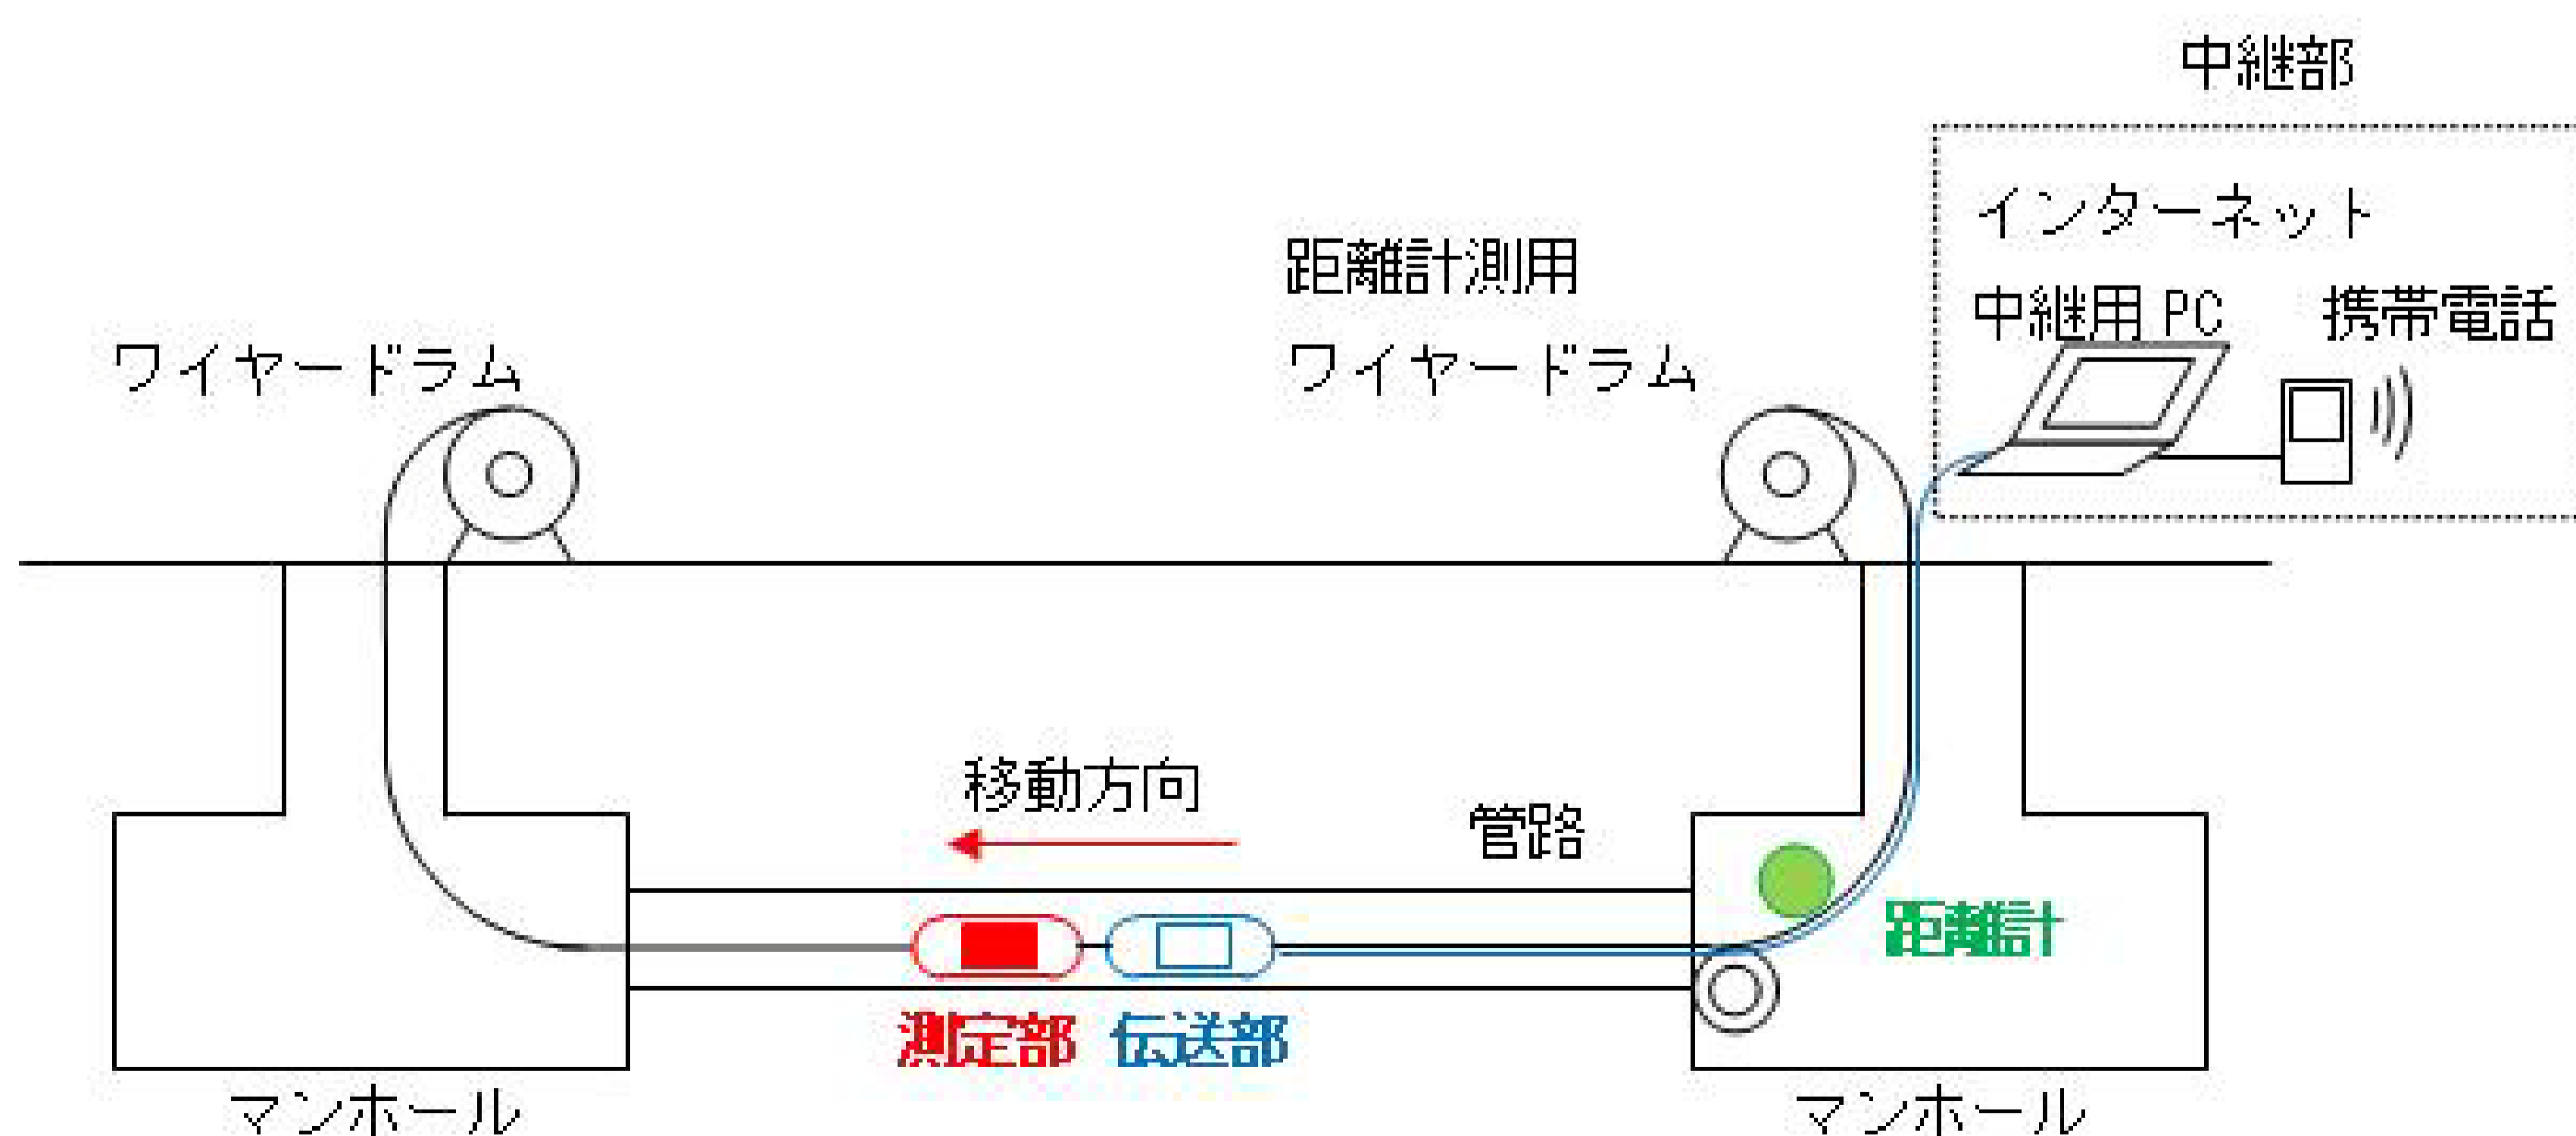 中継部
インターネット
中継用 PC
携帯電話
距離計測用
ワイヤードラム
ワイヤードラム
移動方向
管路
距離計
測定部
伝送部
マンホール
マンホール